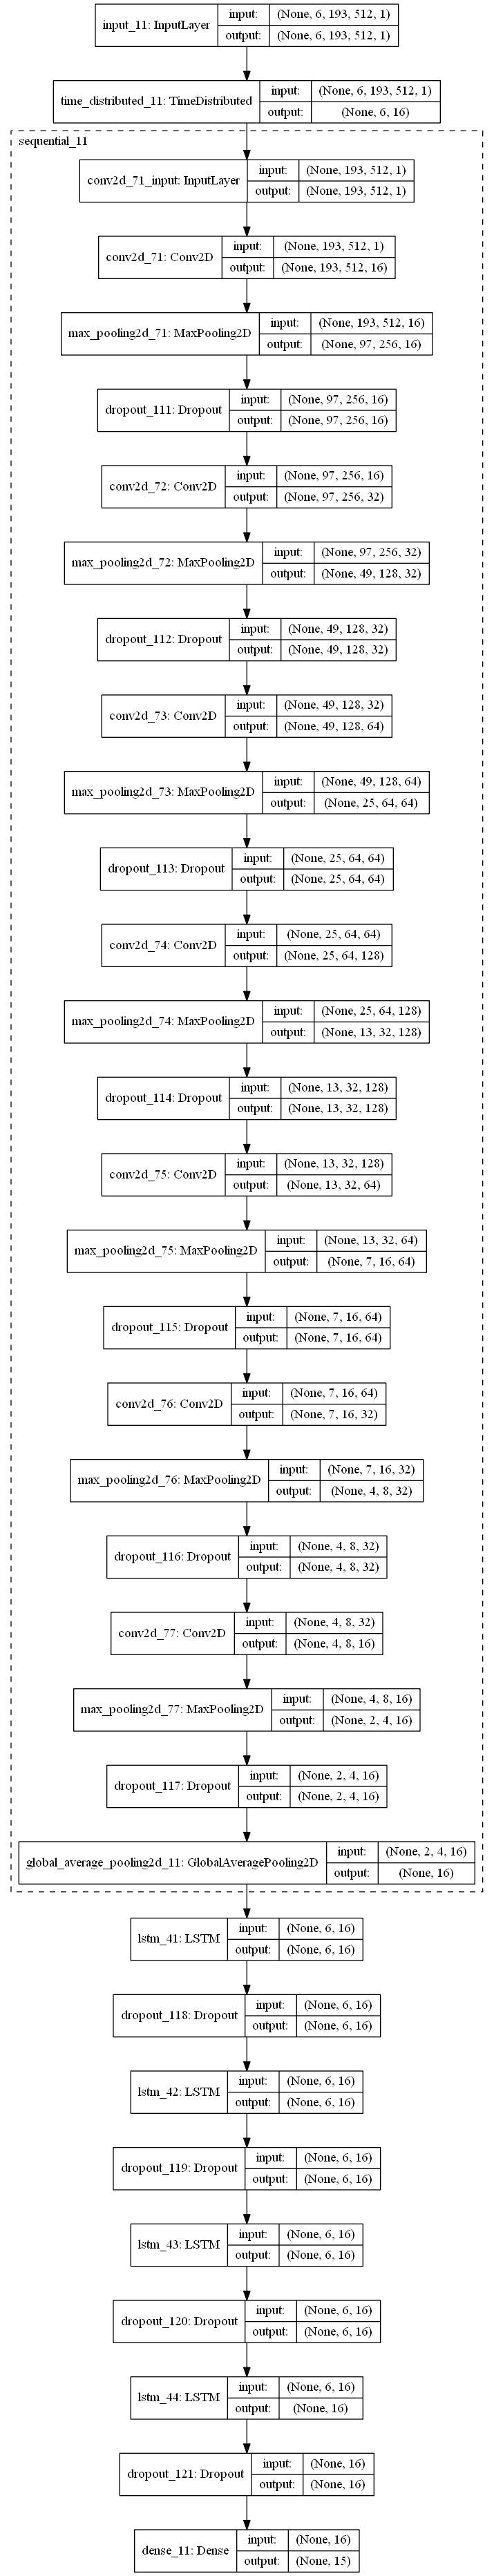 input_11: InputLayer
input: (None, 6, 193, 512, 1)
output: (None, 6, 193, 512, 1)
time_distributed_11: TimeDistributed
input: (None, 6, 193, 512, 1)
output: (None, 6, 16)
sequential_11
conv2d_71_input: InputLayer
input: (None, 193, 512, 1)
output: (None, 193, 512, 1)
conv2d_71: Conv2D
input: (None, 193, 512, 1)
output: (None, 193, 512, 16)
max_pooling2d_71: MaxPooling2D
input: (None, 193, 512, 16)
output: (None, 97, 256, 16)
dropout_111: Dropout
input: (None, 97, 256, 16)
output: (None, 97, 256, 16)
conv2d_72: Conv2D
input: (None, 97, 256, 16)
output: (None, 97, 256, 32)
max_pooling2d_72: MaxPooling2D
input: (None, 97, 256, 32)
output: (None, 49, 128, 32)
dropout_112: Dropout
input: (None, 49, 128, 32)
output: (None, 49, 128, 32)
conv2d_73: Conv2D
input: (None, 49, 128, 32)
output: (None, 49, 128, 64)
max_pooling2d_73: MaxPooling2D
input: (None, 49, 128, 64)
output: (None, 25, 64, 64)
dropout_113: Dropout
input: (None, 25, 64, 64)
output: (None, 25, 64, 64)
conv2d_74: Conv2D
input: (None, 25, 64, 64)
output: (None, 25, 64, 128)
max_pooling2d_74: MaxPooling2D
input: (None, 25, 64, 128)
output: (None, 13, 32, 128)
dropout_114: Dropout
input: (None, 13, 32, 128)
output: (None, 13, 32, 128)
conv2d_75: Conv2D
input: (None, 13, 32, 128)
output: (None, 13, 32, 64)
max_pooling2d_75: MaxPooling2D
input: (None, 13, 32, 64)
output: (None, 7, 16, 64)
dropout_115: Dropout
input: (None, 7, 16, 64)
output: (None, 7, 16, 64)
conv2d_76: Conv2D
input: (None, 7, 16, 64)
output: (None, 7, 16, 32)
max_pooling2d_76: MaxPooling2D
input: (None, 7, 16, 32)
output: (None, 4, 8, 32)
dropout_116: Dropout
input: (None, 4, 8, 32)
output: (None, 4, 8, 32)
conv2d_77: Conv2D
input: (None, 4, 8, 32)
output: (None, 4, 8, 16)
max_pooling2d_77: MaxPooling2D
input: (None, 4, 8, 16)
output: (None, 2, 4, 16)
dropout_117: Dropout
input: (None, 2, 4, 16)
output: (None, 2, 4, 16)
global_average_pooling2d_11: GlobalAveragePooling2D
input: (None, 2, 4, 16)
output: (None, 16)
lstm_41: LSTM
input: (None, 6, 16)
output: (None, 6, 16)
dropout_118: Dropout
input: (None, 6, 16)
output: (None, 6, 16)
lstm_42: LSTM
input: (None, 6, 16)
output: (None, 6, 16)
dropout_119: Dropout
input: (None, 6, 16)
output: (None, 6, 16)
lstm_43: LSTM
input: (None, 6, 16)
output: (None, 6, 16)
dropout_120: Dropout
input: (None, 6, 16)
output: (None, 6, 16)
lstm_44: LSTM
input: (None, 6, 16)
output: (None, 16)
dropout_121: Dropout
input: (None, 16)
output: (None, 16)
dense_11: Dense
input: (None, 16)
output: (None, 15)